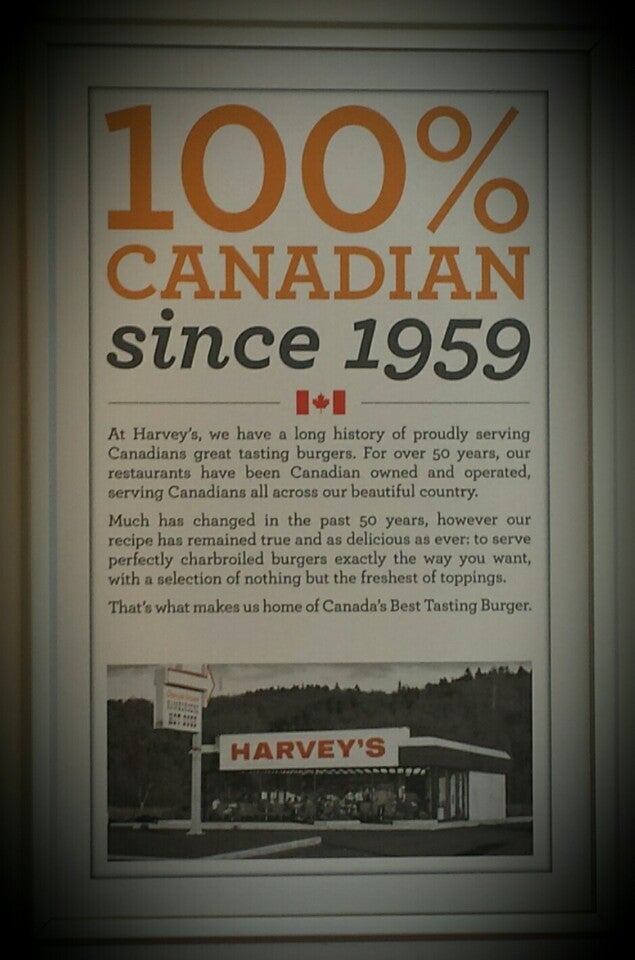 100%
CANADIAN
since 1959
At Harvey's, we have a long history of proudly serving
Canadians great tasting burgers. For over 50 years, our
restaurants have been Canadian owned and operated,
serving Canadians all across our beautiful country.
Much has changed in the past 50 years, however our
recipe has remained true and as delicious as ever: to serve
perfectly charbroiled burgers exactly the way you want,
with a selection of nothing but the freshest of toppings.
That's what makes us home of Canada's Best Tasting Burger.
HAMBURGERS
HOT DOGS
HARVEY'S